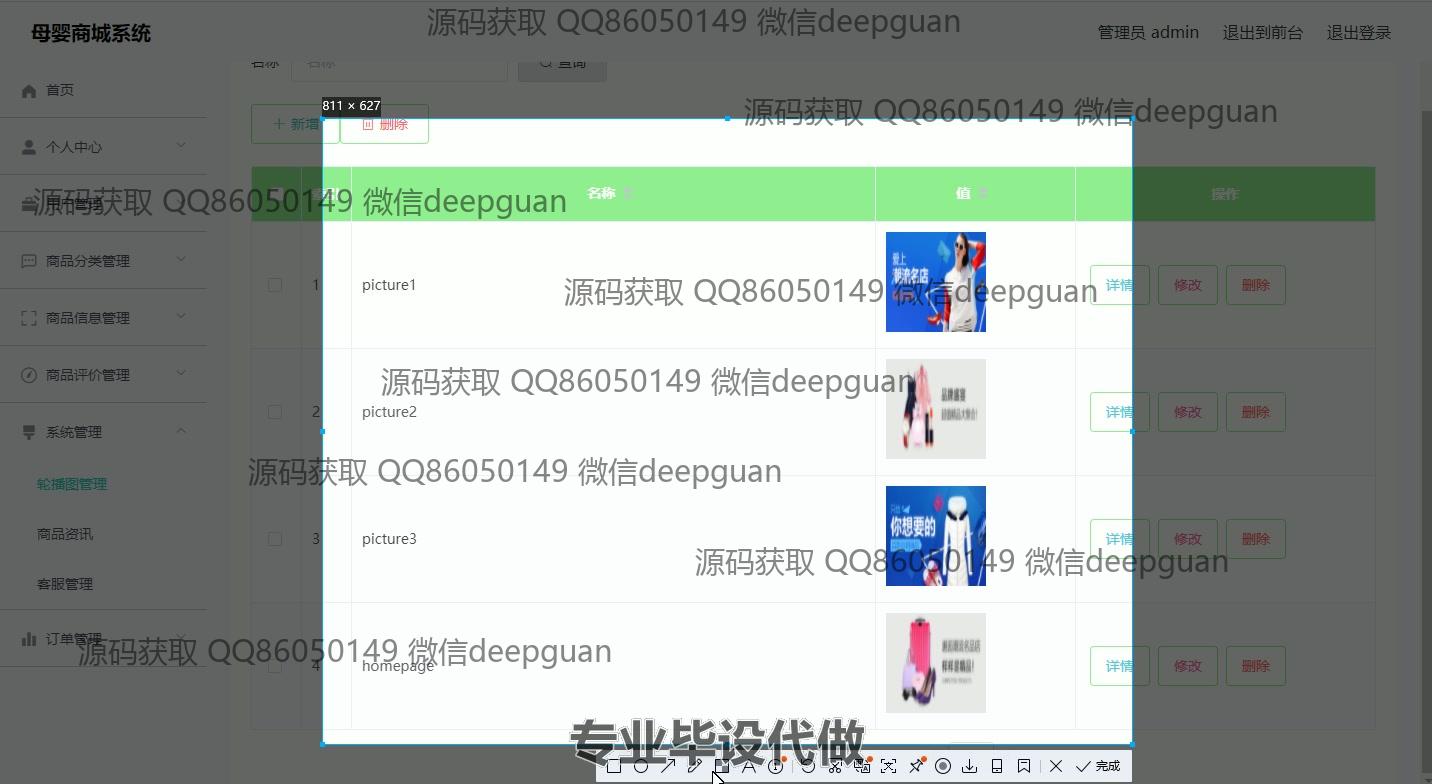 源码获取 QQ86050149 微信deepguan
母婴商城系统
管理员 admin 退出到前台 退出登录
名称 名称 查询
首页
811 × 627
源码获取 QQ86050149 微信deepguan
新增 删除
个人中心
名称 值 操作
源码获取 QQ86050149 微信deepguan
商品分类管理
爱上
潮流名店
1 picture1 详情 修改 删除
源码获取 QQ86050149 微信deepguan
商品信息管理
商品评价管理
源码获取 QQ86050149 微信deepguan
品牌盛宴
2 picture2 详情 修改 删除
系统管理
源码获取 QQ86050149 微信deepguan
轮播图管理
你想要的
商品资讯
3 picture3 详情 修改 删除
源码获取 QQ86050149 微信deepguan
客服管理
订单管理
源码获取 QQ86050149 微信deepguan
4 homepage 详情 修改 删除
专业毕设代做
完成